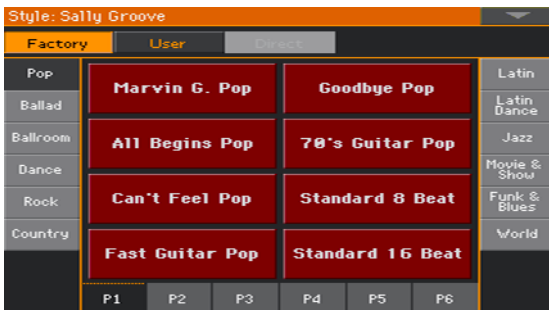 Style: Sally Groove
Factory User Direct
Pop
Ballad
Ballroom
Dance
Rock
Country
Marvin G. Pop Goodbye Pop
All Begins Pop 70's Guitar Pop
Can't Feel Pop Standard 8 Beat
Fast Guitar Pop Standard 16 Beat
Latin
Latin
Dance
Jazz
Movie &
Show
Funk &
Blues
World
P1 P2 P3 P4 P5 P6